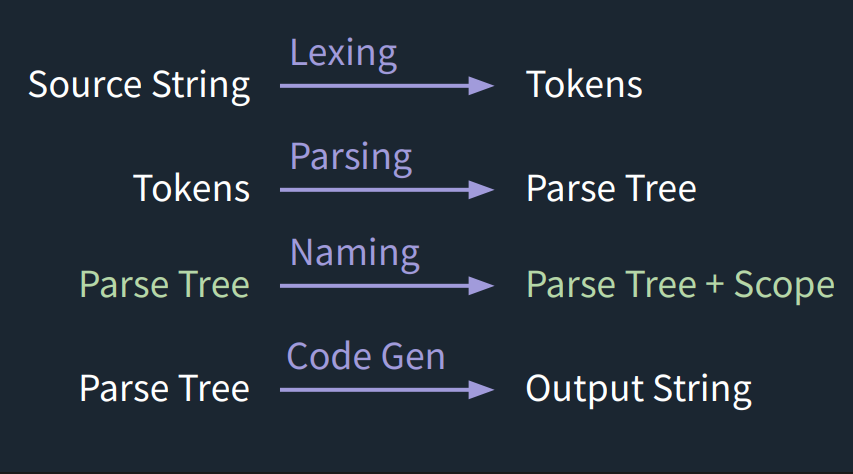 Lexing
Source String Tokens
Parsing
Tokens Parse Tree
Naming
Parse Tree Parse Tree + Scope
Code Gen
Parse Tree Output String